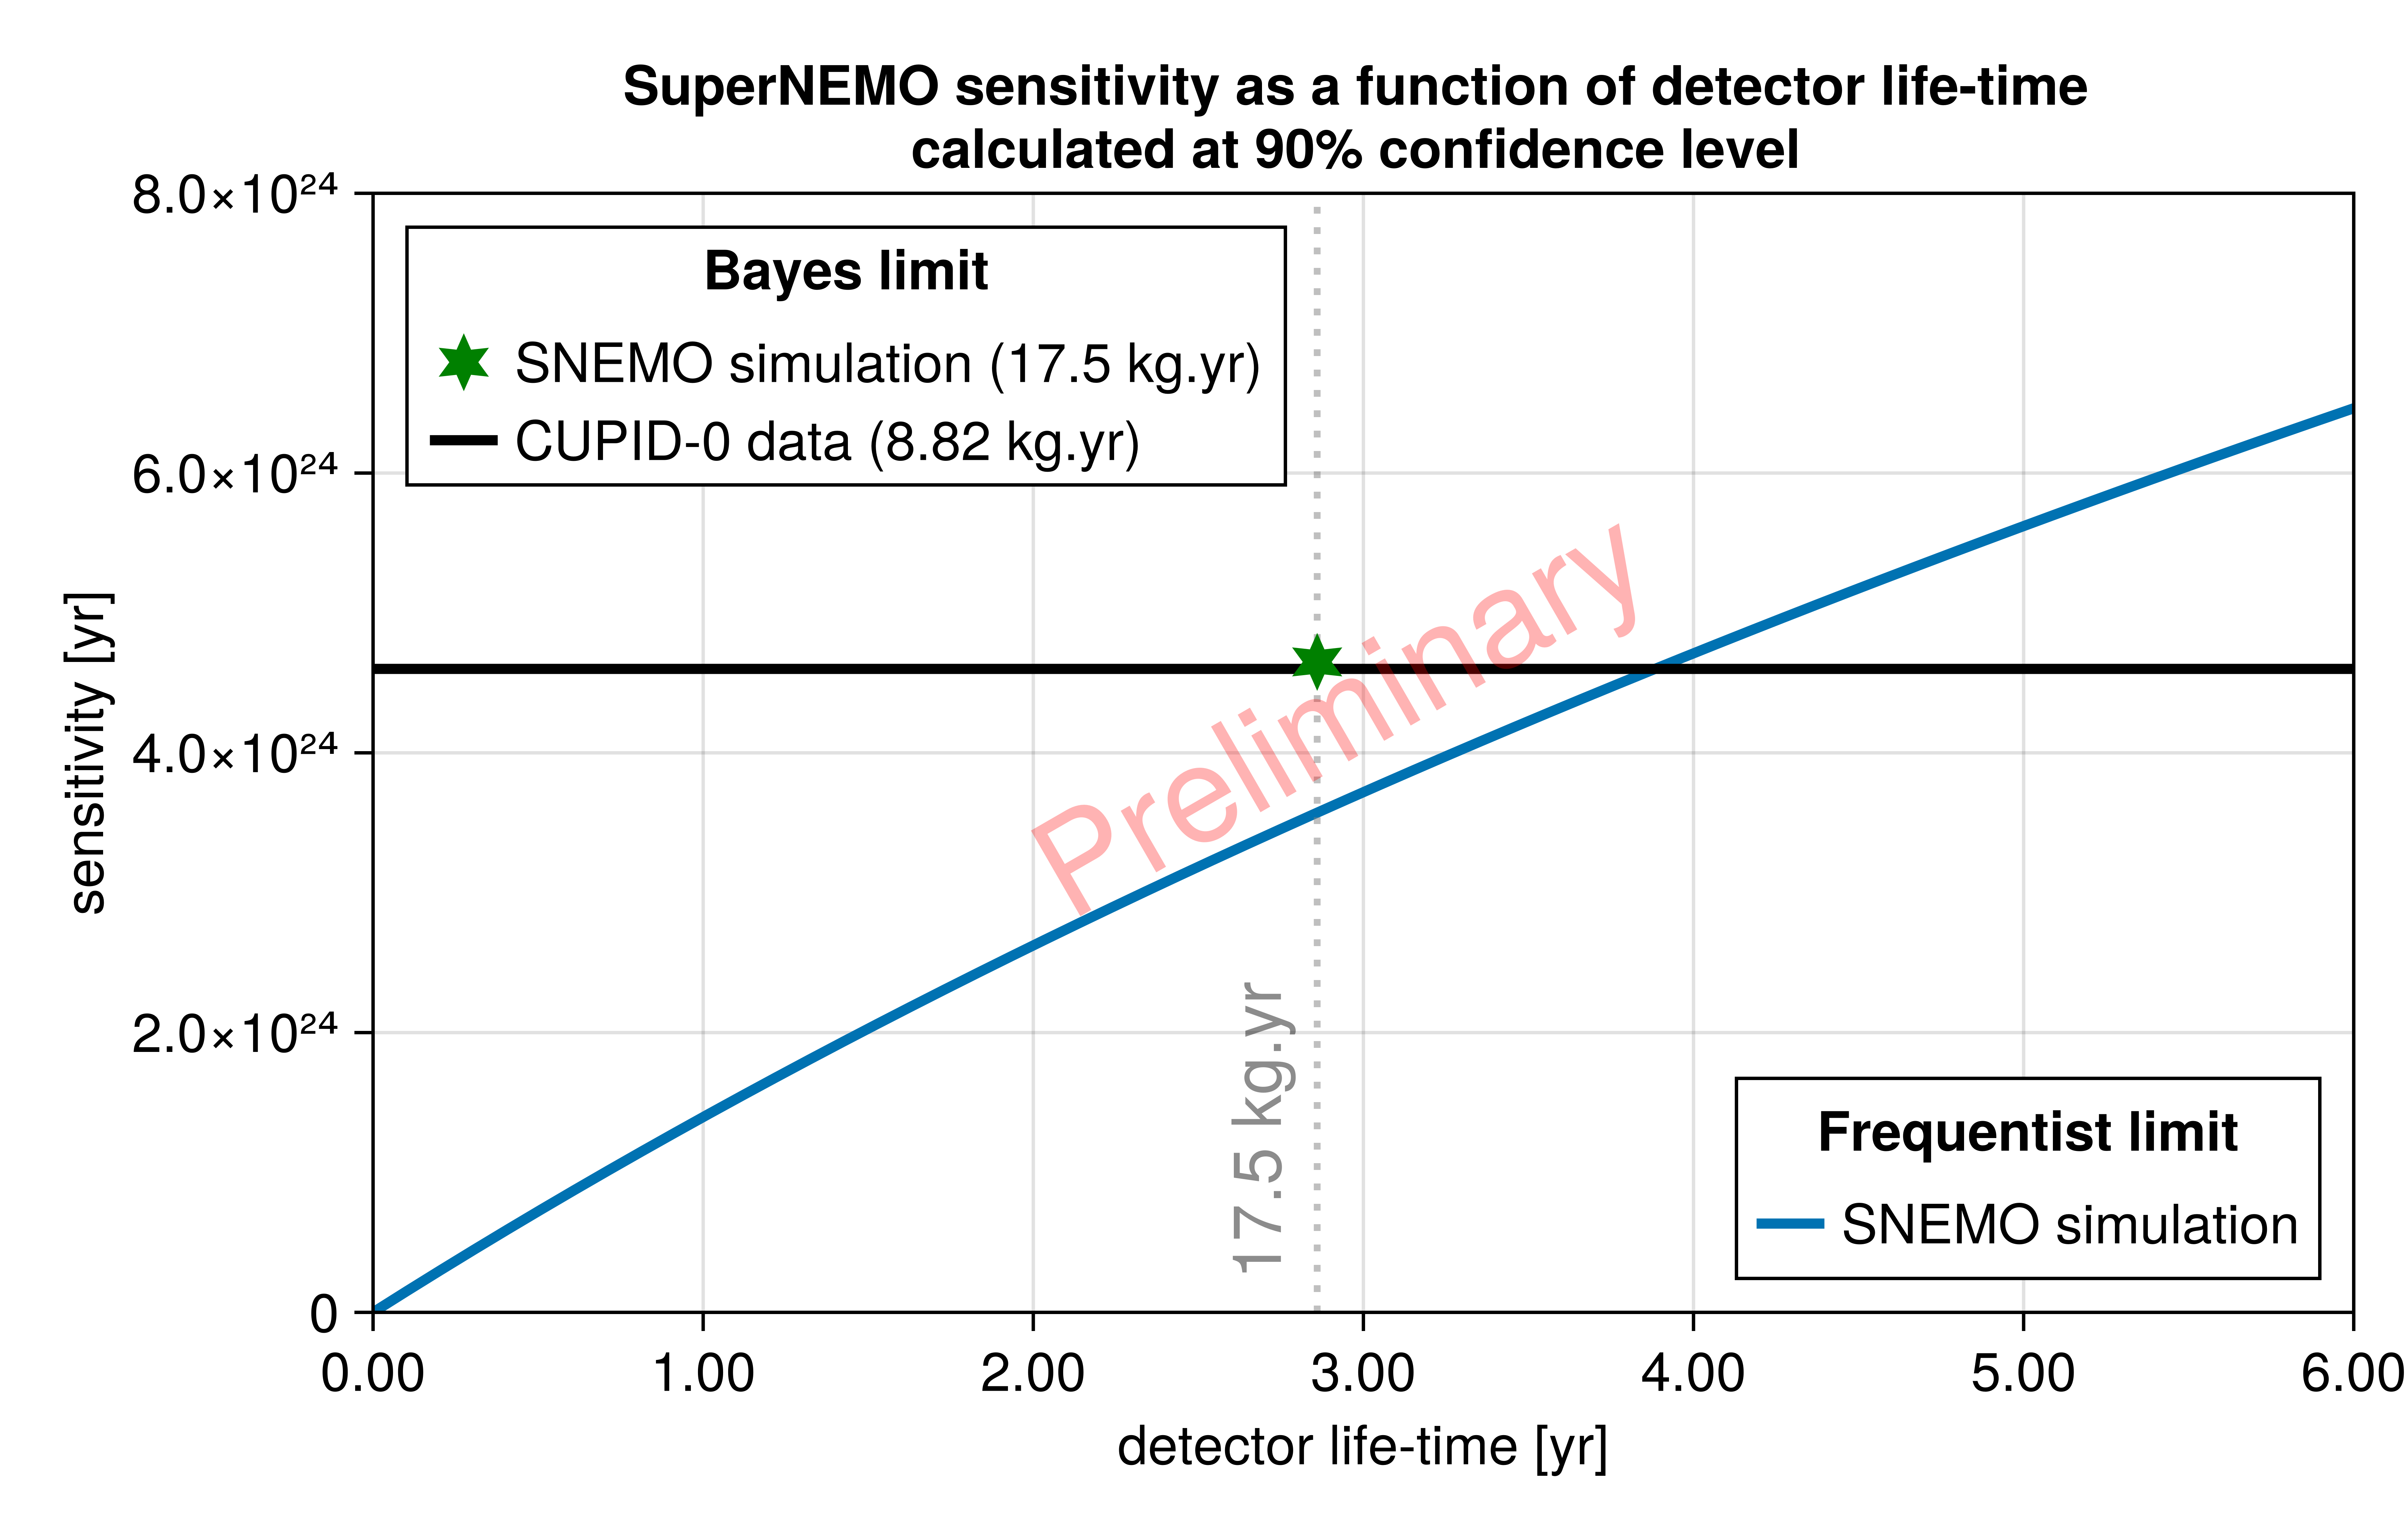 SuperNEMO sensitivity as a function of detector life-time
calculated at 90% confidence level
8.0×10²⁴
6.0×10²⁴
4.0×10²⁴
2.0×10²⁴
0
sensitivity [yr]
Bayes limit
SNEMO simulation (17.5 kg.yr)
CUPID-0 data (8.82 kg.yr)
Preliminary
17.5 kg.yr
Frequentist limit
SNEMO simulation
0.00 1.00 2.00 3.00 4.00 5.00 6.00
detector life-time [yr]